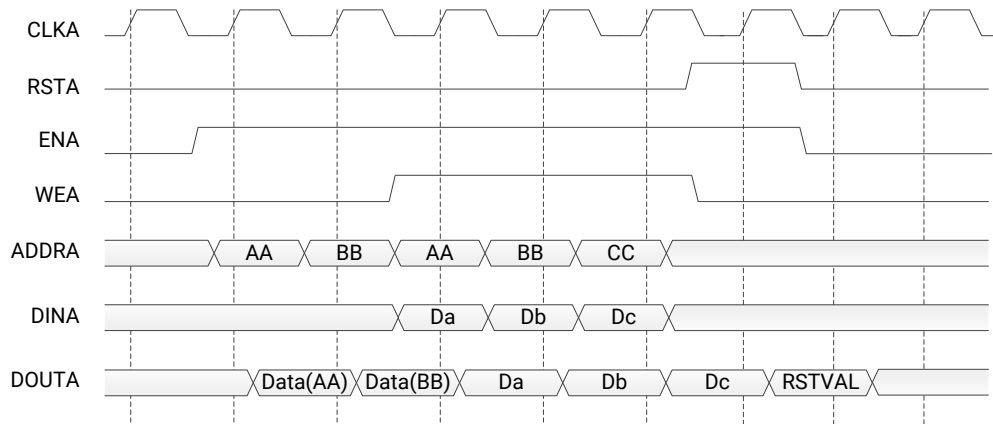 CLKA
RSTA
ENA
WEA
ADDRA AA BB AA BB CC
DINA Da Db Dc
DOUTA Data(AA) Data(BB) Da Db Dc RSTVAL